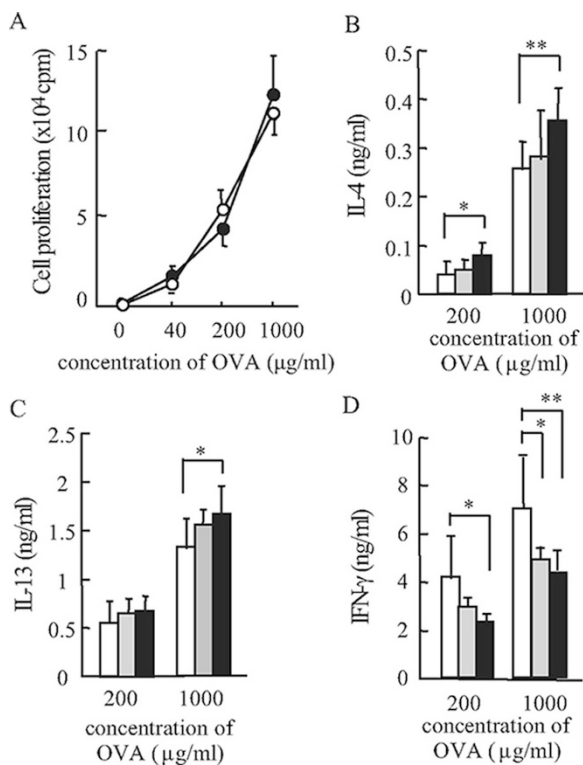 A
Cell proliferation (x10⁴cpm)
15
10
5
0
0 40 200 1000
concentration of OVA (µg/ml)
B
**
*
IL-4 (ng/ml)
0.5
0.4
0.3
0.2
0.1
0
200 1000
concentration of
OVA (µg/ml)
C
*
IL-13 (ng/ml)
2.5
2
1.5
1
0.5
0
200 1000
concentration of
OVA (µg/ml)
D
**
*
*
IFN-γ (ng/ml)
10
8
6
4
2
0
200 1000
concentration of
OVA (µg/ml)